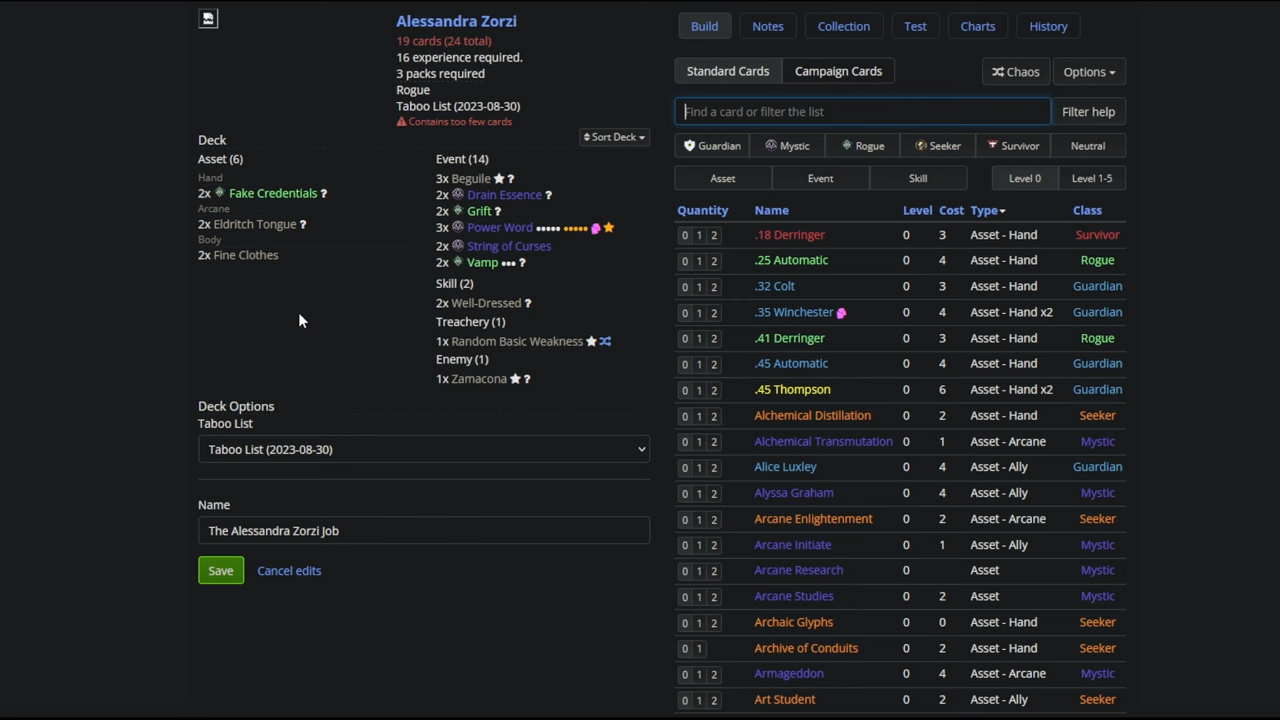 Alessandra Zorzi
19 cards (24 total)
16 experience required.
3 packs required
Rogue
Taboo List (2023-08-30)
Contains too few cards
Sort Deck
Deck
Asset (6)
Hand
2x Fake Credentials ?
Arcane
2x Eldritch Tongue ?
Body
2x Fine Clothes
Event (14)
3x Beguile ★ ?
2x Drain Essence ?
2x Grift ?
3x Power Word ••••• •••••
2x String of Curses
2x Vamp ••• ?
Skill (2)
2x Well-Dressed ?
Treachery (1)
1x Random Basic Weakness ★
Enemy (1)
1x Zamacona ★ ?
Deck Options
Taboo List
Taboo List (2023-08-30)
Name
The Alessandra Zorzi Job
Save Cancel edits
Build Notes Collection Test Charts History
Standard Cards Campaign Cards Chaos Options
Find a card or filter the list Filter help
Guardian Mystic Rogue Seeker Survivor Neutral
Asset Event Skill Level 0 Level 1-5
Quantity Name Level Cost Type Class
0 1 2 .18 Derringer 0 3 Asset - Hand Survivor
0 1 2 .25 Automatic 0 4 Asset - Hand Rogue
0 1 2 .32 Colt 0 3 Asset - Hand Guardian
0 1 2 .35 Winchester 0 4 Asset - Hand x2 Guardian
0 1 2 .41 Derringer 0 3 Asset - Hand Rogue
0 1 2 .45 Automatic 0 4 Asset - Hand Guardian
0 1 2 .45 Thompson 0 6 Asset - Hand x2 Guardian
0 1 2 Alchemical Distillation 0 2 Asset - Hand Seeker
0 1 2 Alchemical Transmutation 0 1 Asset - Arcane Mystic
0 1 2 Alice Luxley 0 4 Asset - Ally Guardian
0 1 2 Alyssa Graham 0 4 Asset - Ally Mystic
0 1 2 Arcane Enlightenment 0 2 Asset - Arcane Seeker
0 1 2 Arcane Initiate 0 1 Asset - Ally Mystic
0 1 2 Arcane Research 0 Asset Mystic
0 1 2 Arcane Studies 0 2 Asset Mystic
0 1 2 Archaic Glyphs 0 0 Asset - Hand Seeker
0 1 Archive of Conduits 0 2 Asset - Hand Seeker
0 1 2 Armageddon 0 4 Asset - Arcane Mystic
0 1 2 Art Student 0 2 Asset - Ally Seeker